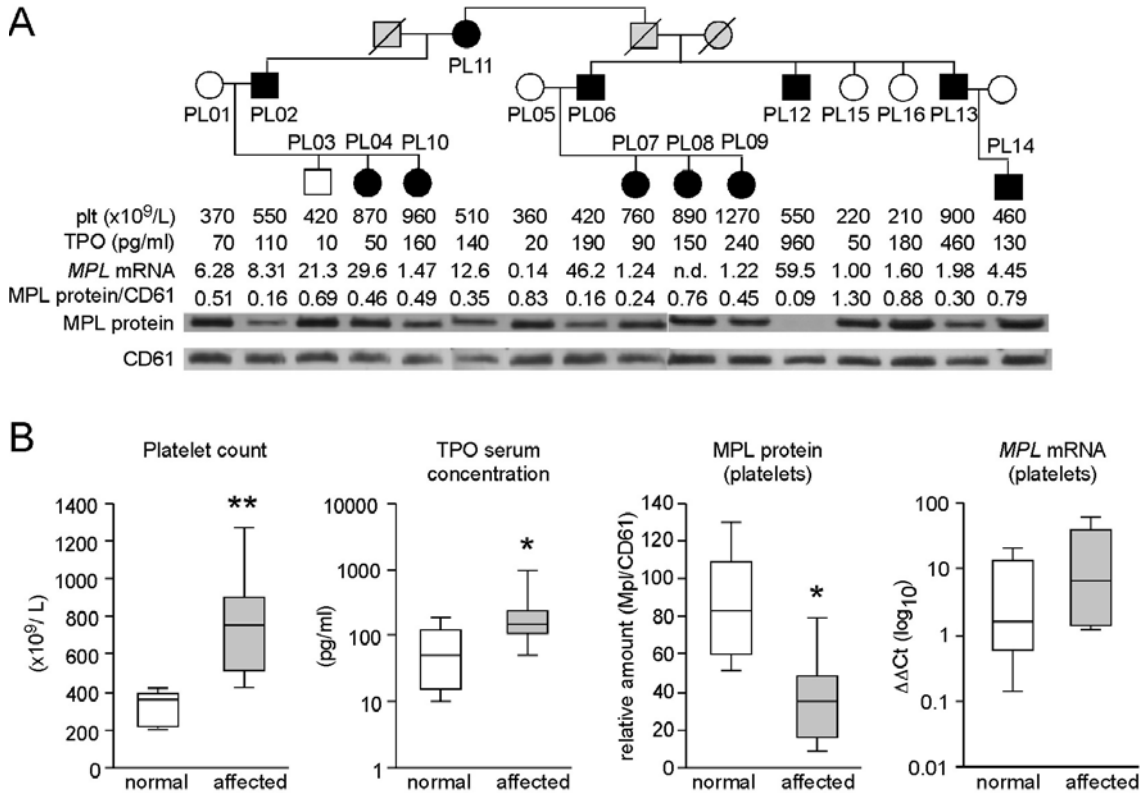 A
PL11
PL01 PL02 PL05 PL06 PL12 PL15 PL16 PL13
PL03 PL04 PL10 PL07 PL08 PL09 PL14
plt (x10⁹/L) 370 550 420 870 960 510 360 420 760 890 1270 550 220 210 900 460
TPO (pg/ml) 70 110 10 50 160 140 20 190 90 150 240 960 50 180 460 130
MPL mRNA 6.28 8.31 21.3 29.6 1.47 12.6 0.14 46.2 1.24 n.d. 1.22 59.5 1.00 1.60 1.98 4.45
MPL protein/CD61 0.51 0.16 0.69 0.46 0.49 0.35 0.83 0.16 0.24 0.76 0.45 0.09 1.30 0.88 0.30 0.79
MPL protein
CD61
B
Platelet count
(x10⁹/ L)
1400
1200
1000
800
600
400
200
0
**
normal affected
TPO serum
concentration
(pg/ml)
10000
1000
100
10
1
*
normal affected
MPL protein
(platelets)
relative amount (Mpl/CD61)
140
120
100
80
60
40
20
0
*
normal affected
MPL mRNA
(platelets)
ΔΔCt (log₁₀)
100
10
1
0.1
0.01
normal affected